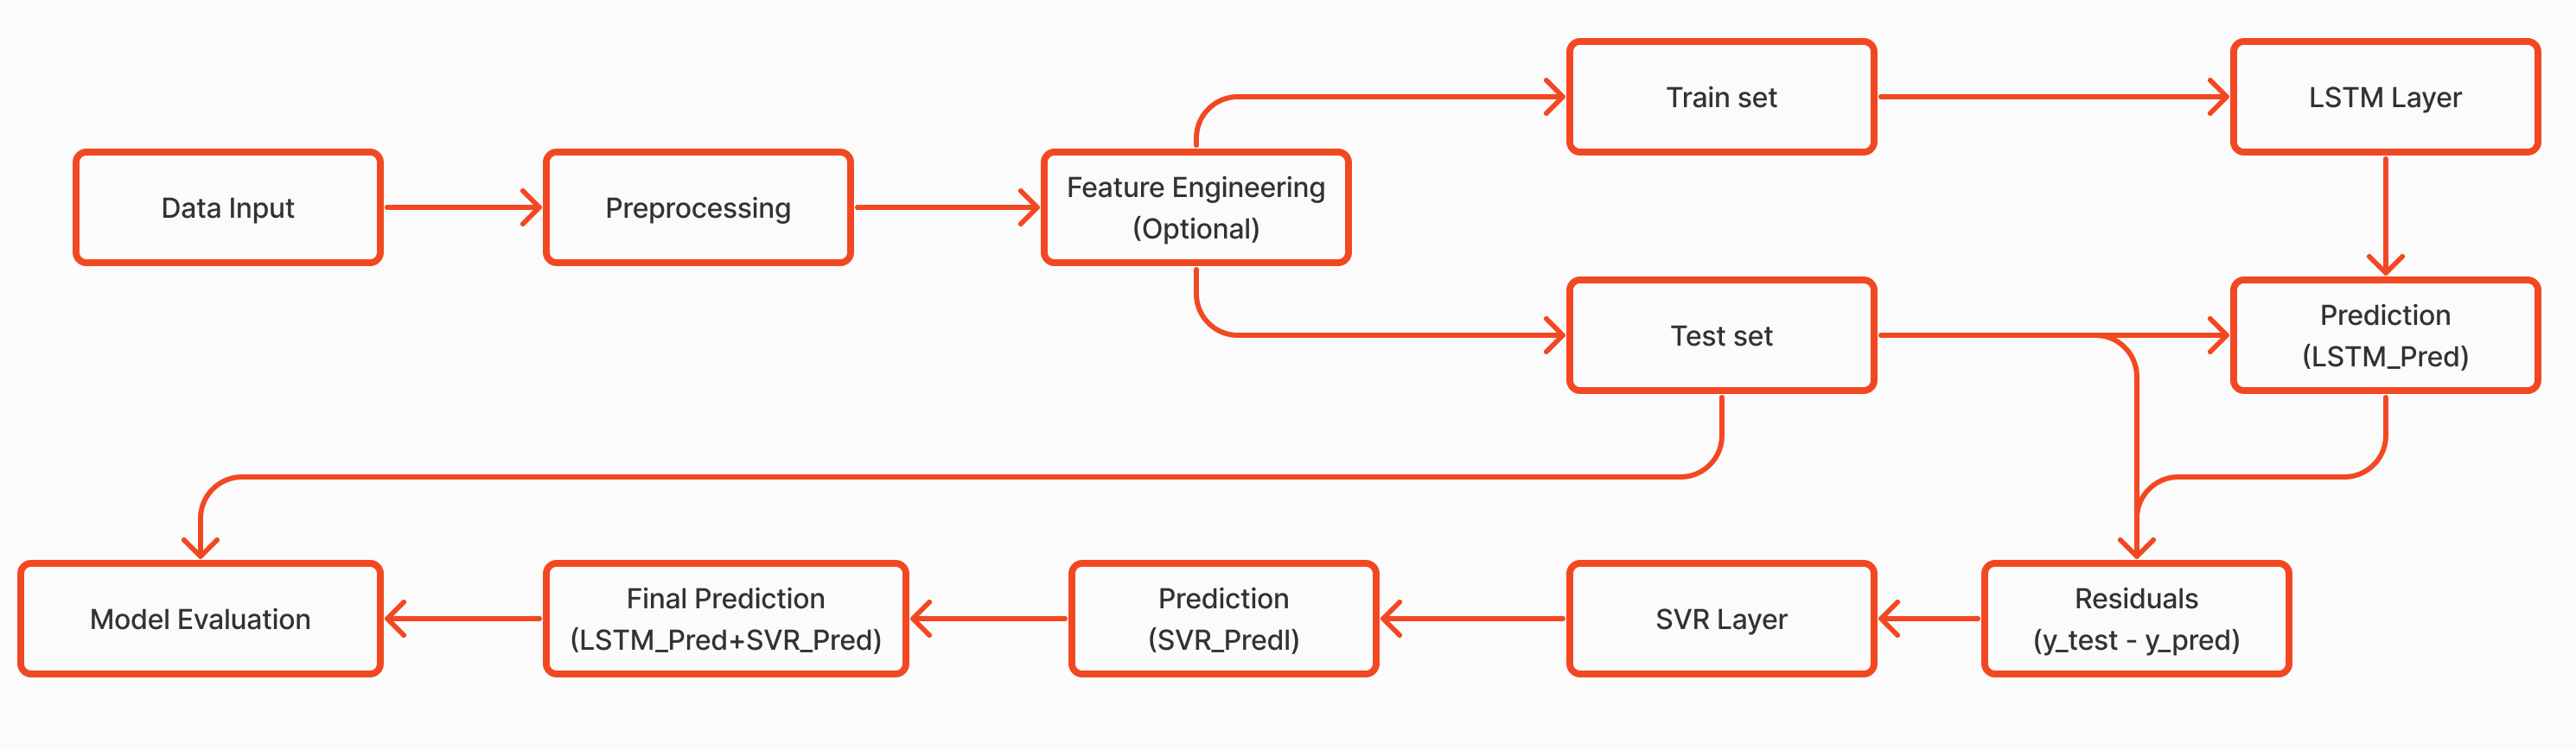 Train set
LSTM Layer
Data Input
Preprocessing
Feature Engineering
(Optional)
Test set
Prediction
(LSTM_Pred)
Model Evaluation
Final Prediction
(LSTM_Pred+SVR_Pred)
Prediction
(SVR_Predl)
SVR Layer
Residuals
(y_test - y_pred)